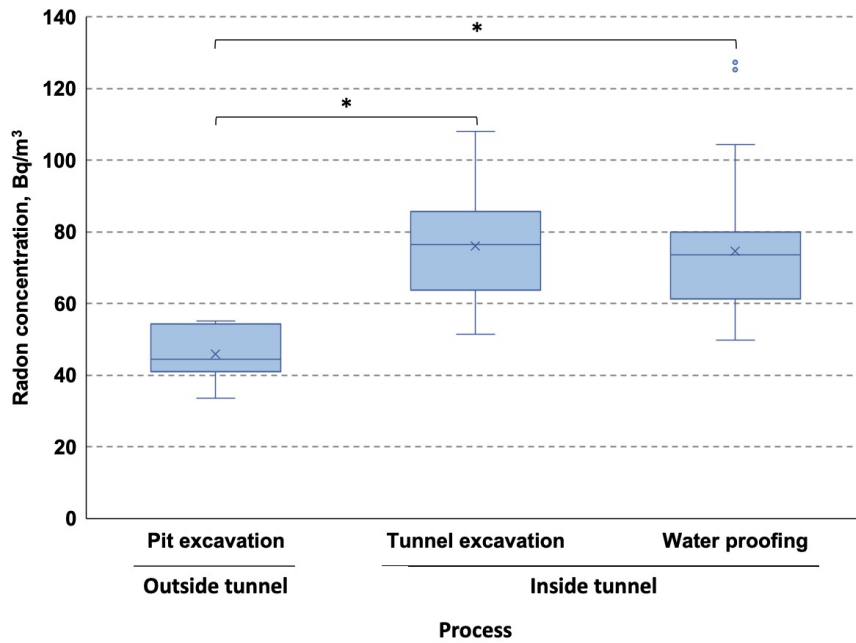 Radon concentration, Bq/m³
140
120
100
80
60
40
20
0
*
*
Pit excavation Tunnel excavation Water proofing
Outside tunnel Inside tunnel
Process